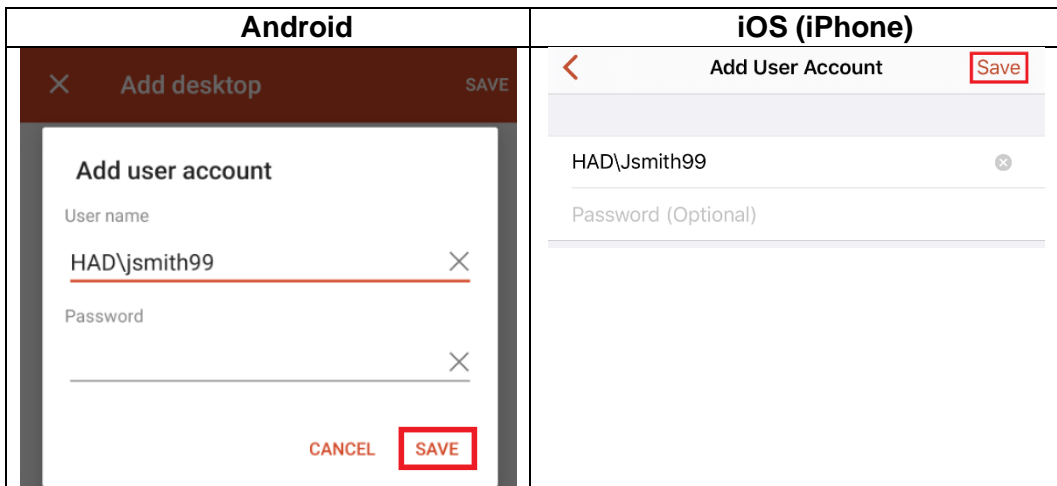 Android
iOS (iPhone)
Add desktop
SAVE
Add user account
User name
HAD\jsmith99
Password
CANCEL
SAVE
Add User Account
Save
HAD\Jsmith99
Password (Optional)